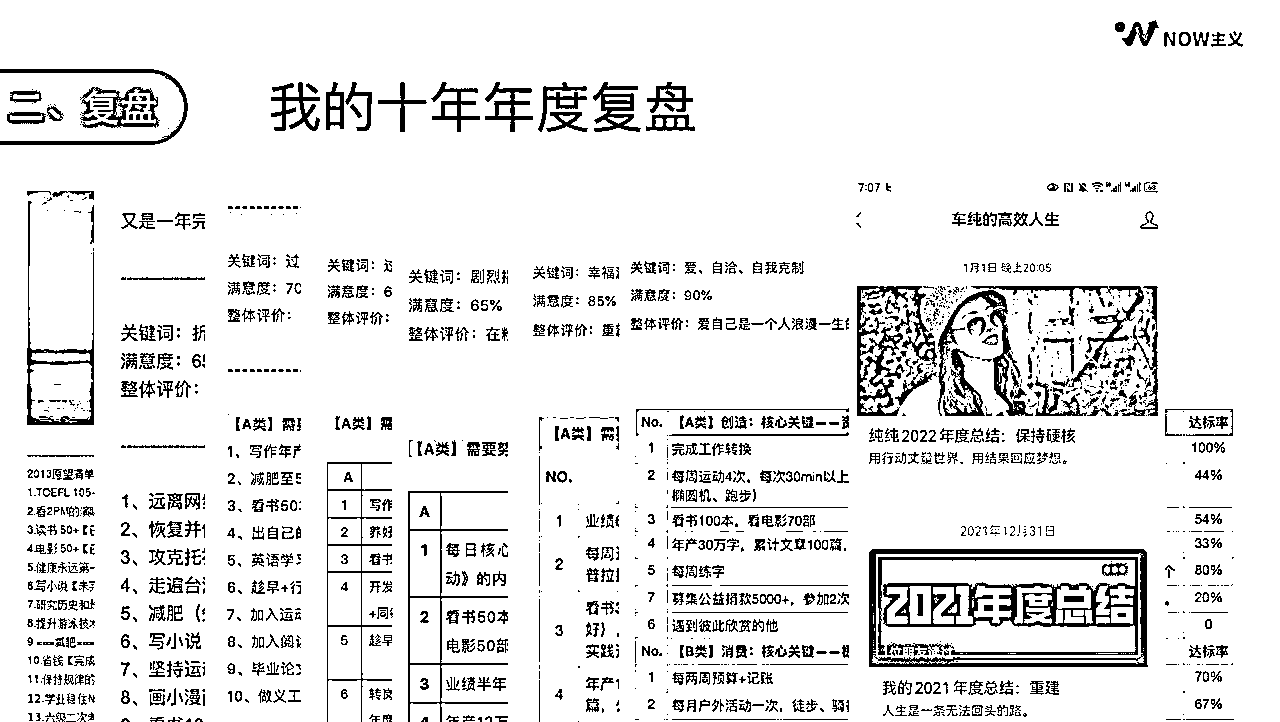 NOW主义
二、复盘
我的十年年度复盘
2013愿望清单
1.TOEFL 105-
3.读书 50+【
4.电影 50+【
5.健康永远第一
6.写小说【未
7.研究历史和
8.提升游泳技
9 ===减肥===
10.省钱【完成
11.保持规律的
12.学业稳住
13.六级二次
又是一年完
关键词：折
满意度：6
整体评价：
1、远离网
2、恢复并
3、攻克托
4、走遍台
5、减肥（
6、写小说
7、坚持运
8、画小漫
关键词：过
满意度：70
整体评价：
【A类】需
1、写作年产
2、减肥至5
3、看书50
4、出自己的
5、英语学
6、趁早+行
7、加入运动
8、加入阅
9、毕业论文
10、做义工
关键词：
满意度：6
整体评价：
【A类】需
A
1 写作
2 养好
3 看书
4 开发
+同
5 趁早
6 转岗
年度
关键词：剧烈
满意度：65%
整体评价：在
【A类】需要努
A
1 每日核心
动》的内
2 看书50本
电影50部
3 业绩半年
4 年产12万
关键词：幸福
满意度：85%
整体评价：重
【A类】需
NO.
1 业绩
2 每周
普拉
3 看书
好），
实践
4 年产1
篇，
关键词：爱、自洽、自我克制
满意度：90%
整体评价：爱自己是一个人浪漫一生的
No. 【A类】创造：核心关键—— 达标率
1 完成工作转换 100%
2 每周运动4次，每次30min以上 44%
椭圆机、跑步）
3 看书100本，看电影70部 54%
4 年产30万字，累计文章100篇， 33%
5 每周练字 个 80%
7 募集公益捐款5000+，参加2次 20%
6 遇到彼此欣赏的他 0
No. 【B类】消费：核心关键—— 达标率
1 每两周预算+记账 70%
2 每月户外活动一次，徒步、骑 67%
7:07
车纯的高效人生
1月1日 晚上20:05
纯纯2022年度总结：保持硬核
用行动丈量世界，用结果回应梦想。
2021年12月31日
2021年度总结
1位朋友读过
我的2021年度总结：重建
人生是一条无法回头的路。